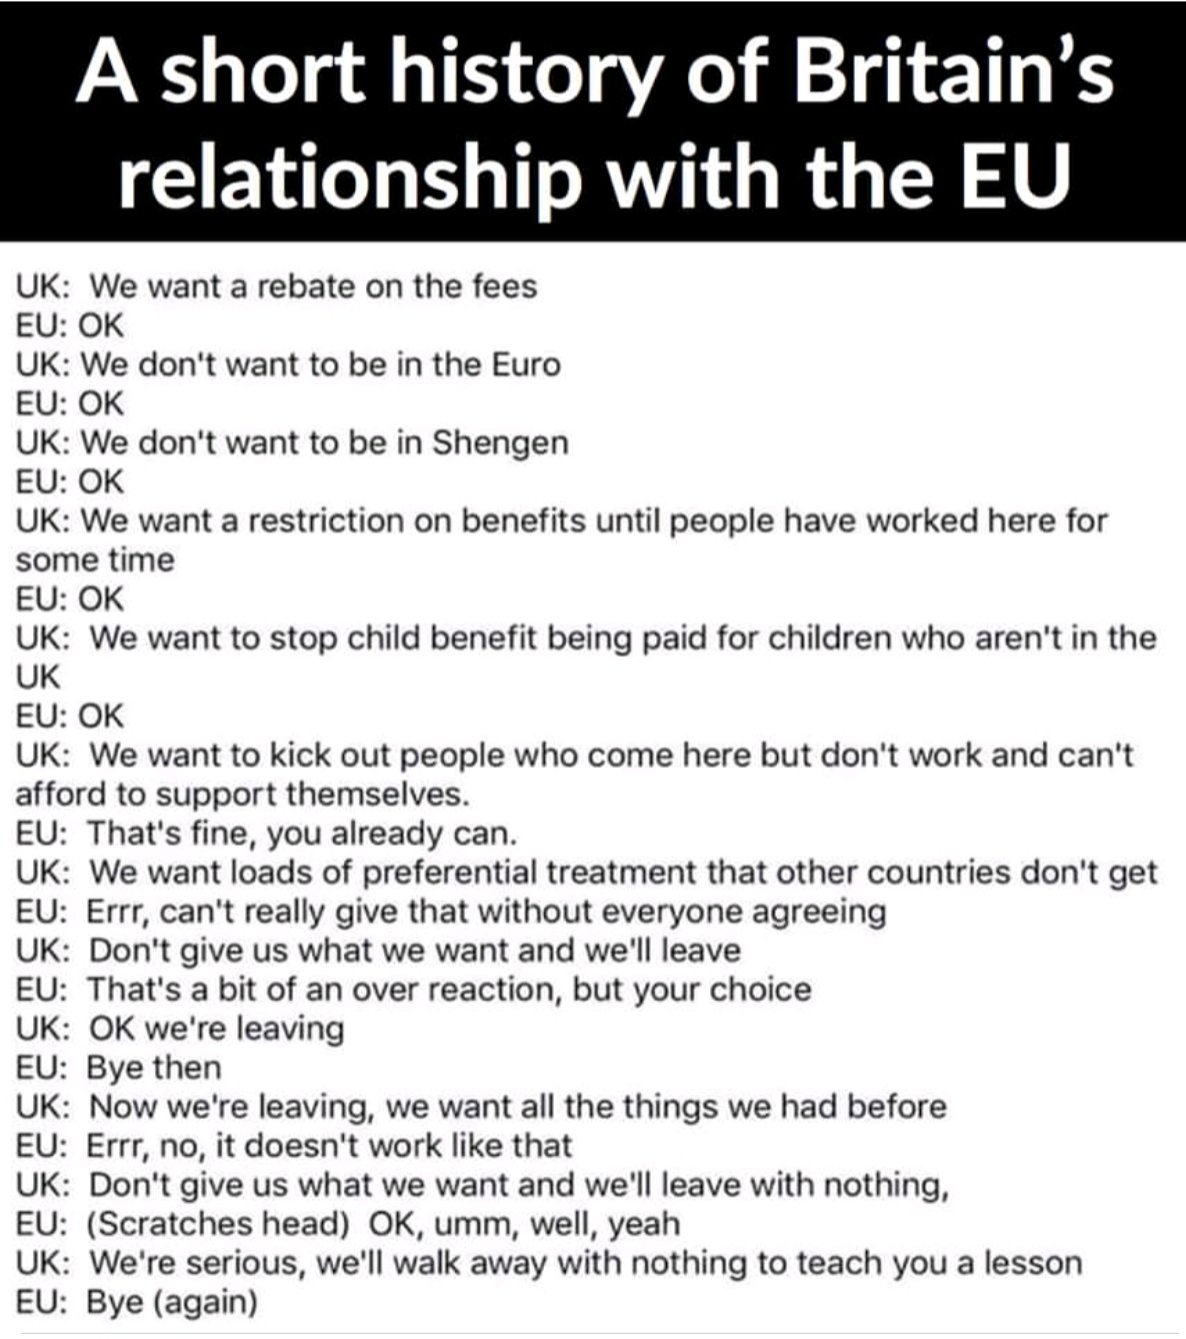 A short history of Britain’s
relationship with the EU
UK:  We want a rebate on the fees
EU: OK
UK: We don't want to be in the Euro
EU: OK
UK: We don't want to be in Shengen
EU: OK
UK: We want a restriction on benefits until people have worked here for
some time
EU: OK
UK:  We want to stop child benefit being paid for children who aren't in the
UK
EU: OK
UK:  We want to kick out people who come here but don't work and can't
afford to support themselves.
EU:  That's fine, you already can.
UK:  We want loads of preferential treatment that other countries don't get
EU:  Errr, can't really give that without everyone agreeing
UK:  Don't give us what we want and we'll leave
EU:  That's a bit of an over reaction, but your choice
UK:  OK we're leaving
EU:  Bye then
UK:  Now we're leaving, we want all the things we had before
EU:  Errr, no, it doesn't work like that
UK:  Don't give us what we want and we'll leave with nothing,
EU:  (Scratches head)  OK, umm, well, yeah
UK:  We're serious, we'll walk away with nothing to teach you a lesson
EU:  Bye (again)